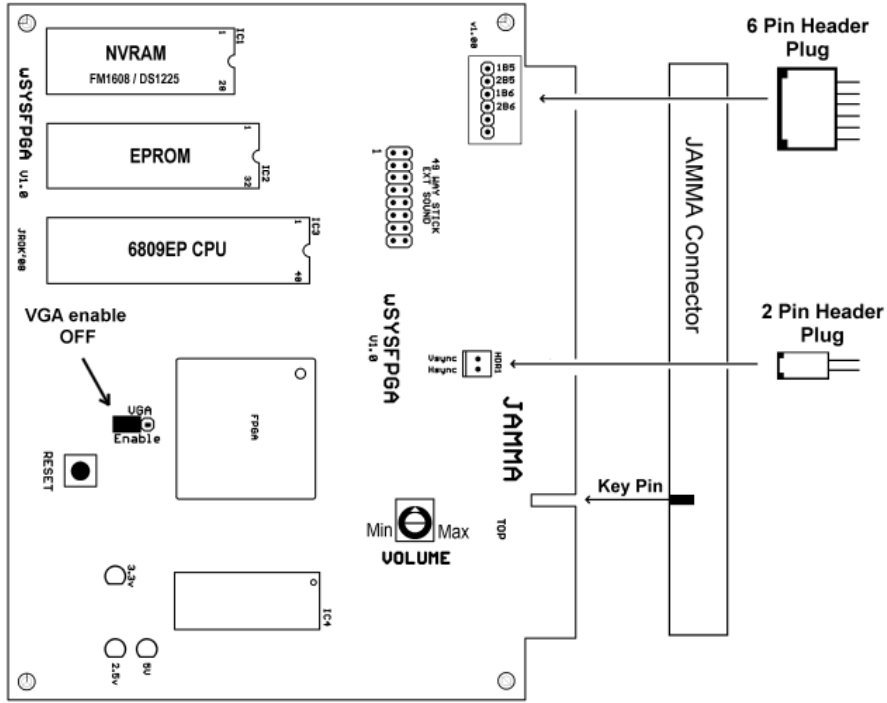 NVRAM
FM1608 / DS1225
IC1
1
28
WSYSFPGA V1.0
EPROM
IC2
1
32
6809EP CPU
IC3
1
40
JROK'08
v1.00
1B5
2B5
1B6
2B6
6 Pin Header
Plug
1
49 WAY STICK
EXT SOUND
JAMMA Connector
VGA enable
OFF
WSYSFPGA
V1.0
2 Pin Header
Plug
Vsync
Hsync
HDR1
VGA
Enable
FPGA
JAMMA
RESET
Key Pin
TOP
Min
Max
VOLUME
3.3v
IC4
2.5v
5V